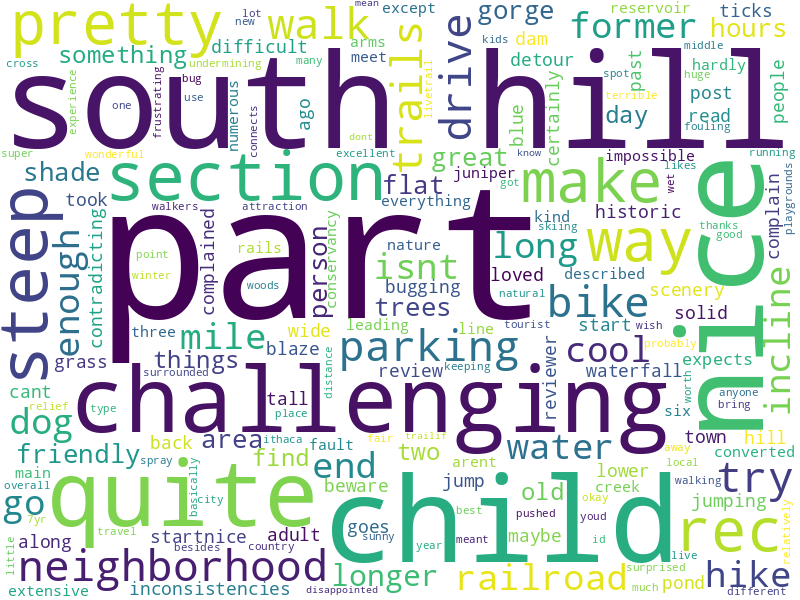 pretty
walk
former
gorge
reservoir
ticks
hours
lot
new
mean
except
kids
dam
middle
something
difficult
arms
meet
many
undermining
cross
experience
frustrating
bug
one
use
connects
numerous
ago
south hill
trails
livetrail
drive
detour
blue
certainly
spot
terrible
huge
past
post
hardly
day
read
fouling
people
dont
excellent
super
wonderful
shade
took
section
great
flat
everything
juniper
know
got
impossible
make
kind
skiing
historic
wet
likes
running
thanks
good
complain
playgrounds
nice
steep
enough
contradicting
walkers
attraction
part
complained
point
winter
rails
woods
person
conservancy
nature
isnt
bugging
trees
long
loved
natural
way
described
scenery
bike
solid
incline
mile
three
things
blaze
wide
leading
line
tourist
start
wish
probably
parking
keeping
cool
reviewer
review
waterfall
expects
worth
six
anyone
bring
grass
surrounded
distance
cant
relief
type
challenging
tall
place
dog
friendly
main
overall
7yr
back
area
ithaca
spray
find
fair
fault
trailif
two
arent
water
town
hill
converted
away
local
walking
try
quite
basically
city
end
beware
jump
lower
creek
old
pushed
okay
youd
maybe
jumping
go
along
travel
startnice
adult
goes
sunny
best
meant
child
id
live
rec
relatively
neighborhood
besides
country
year
longer
railroad
surprised
much
pond
hike
different
little
extensive
inconsistencies
disappointed